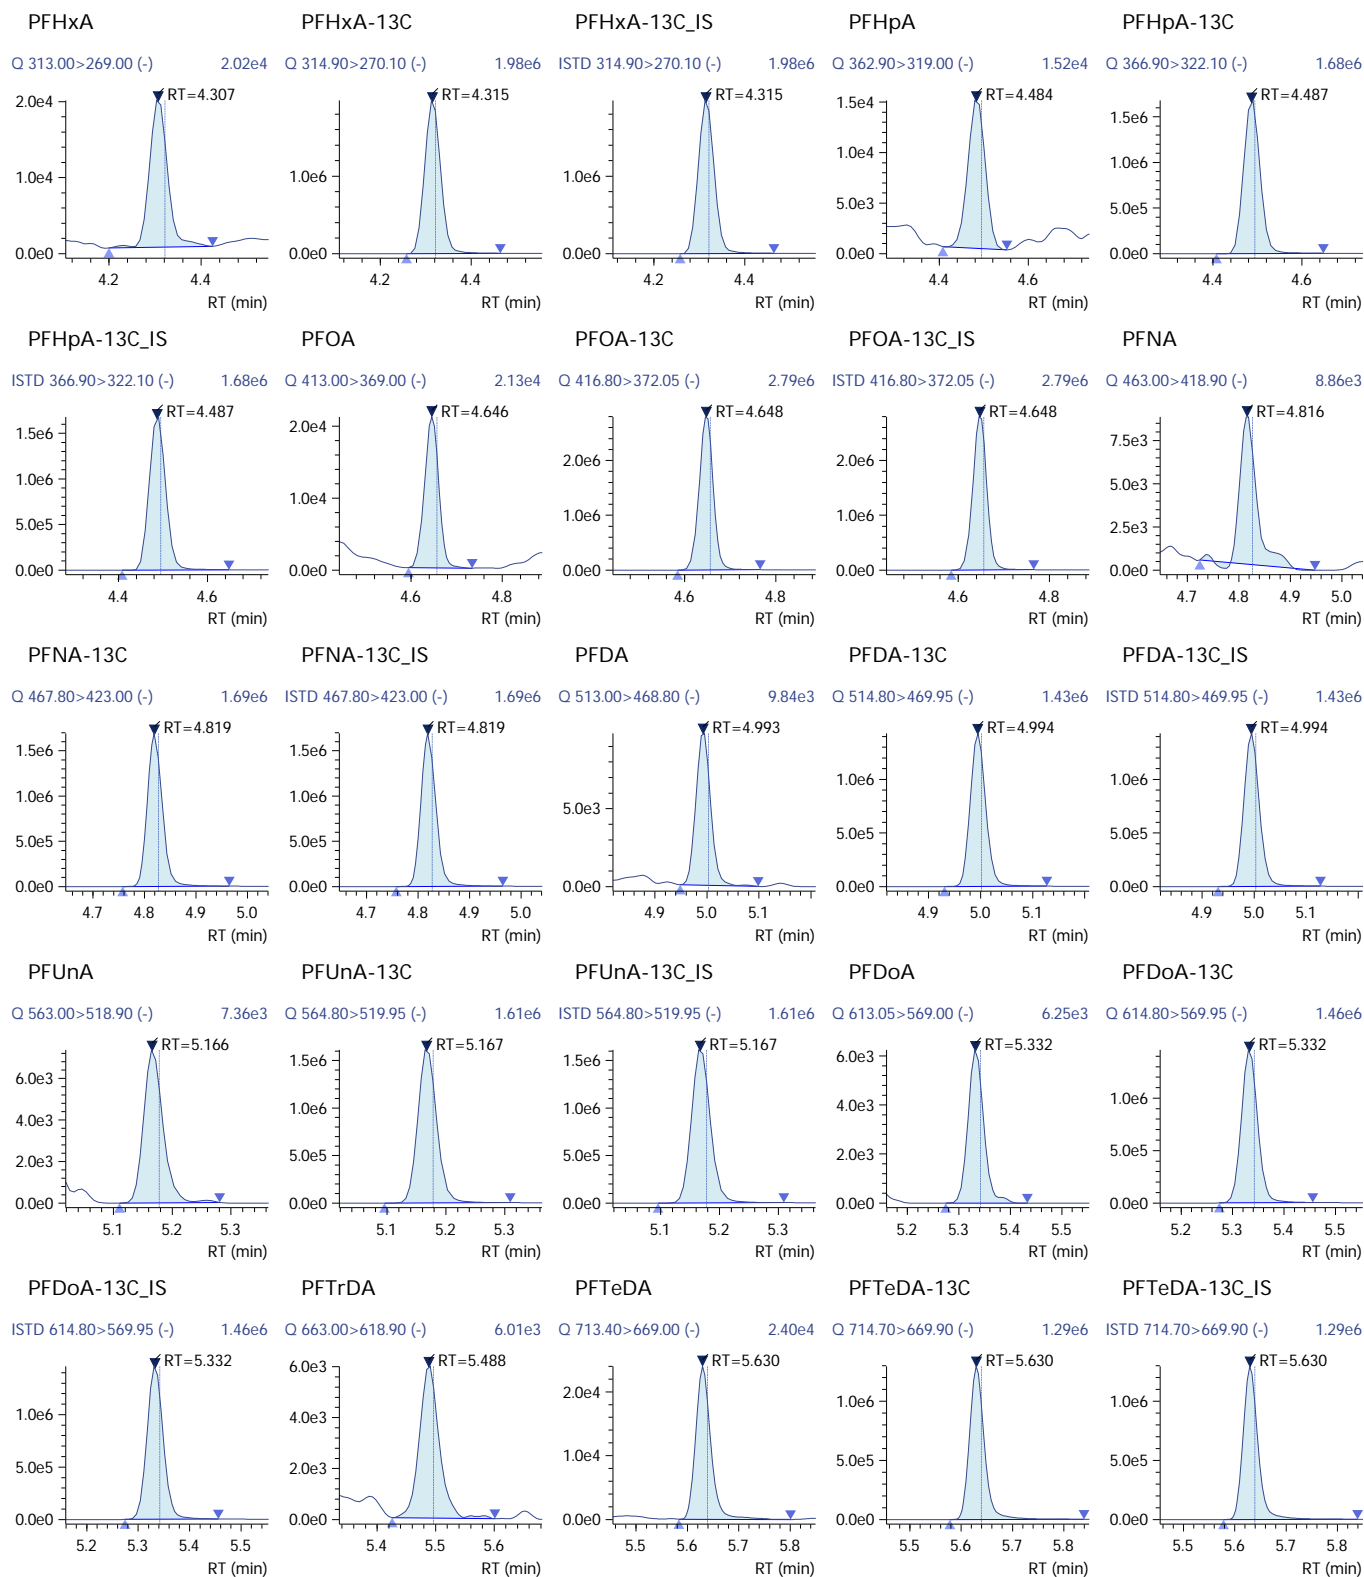 PFHxA PFHxA-13C PFHxA-13C_IS PFHpA PFHpA-13C
Q 313.00>269.00 (-) 2.02e4 Q 314.90>270.10 (-) 1.98e6 ISTD 314.90>270.10 (-) 1.98e6 Q 362.90>319.00 (-) 1.52e4 Q 366.90>322.10 (-) 1.68e6
RT=4.307 RT=4.315 RT=4.315 RT=4.484 RT=4.487
2.0e4 1.5e4
1.5e6
1.0e4 1.0e6 1.0e6 1.0e4 1.0e6
5.0e3 5.0e5
0.0e0 0.0e0 0.0e0 0.0e0 0.0e0
4.2 4.4 4.2 4.4 4.2 4.4 4.4 4.6 4.4 4.6
RT (min) RT (min) RT (min) RT (min) RT (min)
PFHpA-13C_IS PFOA PFOA-13C PFOA-13C_IS PFNA
ISTD 366.90>322.10 (-) 1.68e6 Q 413.00>369.00 (-) 2.13e4 Q 416.80>372.05 (-) 2.79e6 ISTD 416.80>372.05 (-) 2.79e6 Q 463.00>418.90 (-) 8.86e3
RT=4.487 RT=4.646 RT=4.648 RT=4.648 RT=4.816
1.5e6 2.0e4 2.0e6 2.0e6 7.5e3
1.0e6 5.0e3
5.0e5 1.0e4 1.0e6 1.0e6 2.5e3
0.0e0 0.0e0 0.0e0 0.0e0 0.0e0
4.4 4.6 4.6 4.8 4.6 4.8 4.6 4.8 4.7 4.8 4.9 5.0
RT (min) RT (min) RT (min) RT (min) RT (min)
PFNA-13C PFNA-13C_IS PFDA PFDA-13C PFDA-13C_IS
Q 467.80>423.00 (-) 1.69e6 ISTD 467.80>423.00 (-) 1.69e6 Q 513.00>468.80 (-) 9.84e3 Q 514.80>469.95 (-) 1.43e6 ISTD 514.80>469.95 (-) 1.43e6
RT=4.819 RT=4.819 RT=4.993 RT=4.994 RT=4.994
1.5e6 1.5e6
1.0e6 1.0e6 5.0e3 1.0e6 1.0e6
5.0e5 5.0e5 5.0e5 5.0e5
0.0e0 0.0e0 0.0e0 0.0e0 0.0e0
4.7 4.8 4.9 5.0 4.7 4.8 4.9 5.0 4.9 5.0 5.1 4.9 5.0 5.1 4.9 5.0 5.1
RT (min) RT (min) RT (min) RT (min) RT (min)
PFUnA PFUnA-13C PFUnA-13C_IS PFDoA PFDoA-13C
Q 563.00>518.90 (-) 7.36e3 Q 564.80>519.95 (-) 1.61e6 ISTD 564.80>519.95 (-) 1.61e6 Q 613.05>569.00 (-) 6.25e3 Q 614.80>569.95 (-) 1.46e6
RT=5.166 RT=5.167 RT=5.167 RT=5.332 RT=5.332
6.0e3 1.5e6 1.5e6 6.0e3
4.0e3 1.0e6 1.0e6 4.0e3 1.0e6
2.0e3 5.0e5 5.0e5 2.0e3 5.0e5
0.0e0 0.0e0 0.0e0 0.0e0 0.0e0
5.1 5.2 5.3 5.1 5.2 5.3 5.1 5.2 5.3 5.2 5.3 5.4 5.5 5.2 5.3 5.4 5.5
RT (min) RT (min) RT (min) RT (min) RT (min)
PFDoA-13C_IS PFTrDA PFTeDA PFTeDA-13C PFTeDA-13C_IS
ISTD 614.80>569.95 (-) 1.46e6 Q 663.00>618.90 (-) 6.01e3 Q 713.40>669.00 (-) 2.40e4 Q 714.70>669.90 (-) 1.29e6 ISTD 714.70>669.90 (-) 1.29e6
RT=5.332 RT=5.488 RT=5.630 RT=5.630 RT=5.630
6.0e3 2.0e4
1.0e6 4.0e3 1.0e6 1.0e6
5.0e5 2.0e3 1.0e4 5.0e5 5.0e5
0.0e0 0.0e0 0.0e0 0.0e0 0.0e0
5.2 5.3 5.4 5.5 5.4 5.5 5.6 5.5 5.6 5.7 5.8 5.5 5.6 5.7 5.8 5.5 5.6 5.7 5.8
RT (min) RT (min) RT (min) RT (min) RT (min)